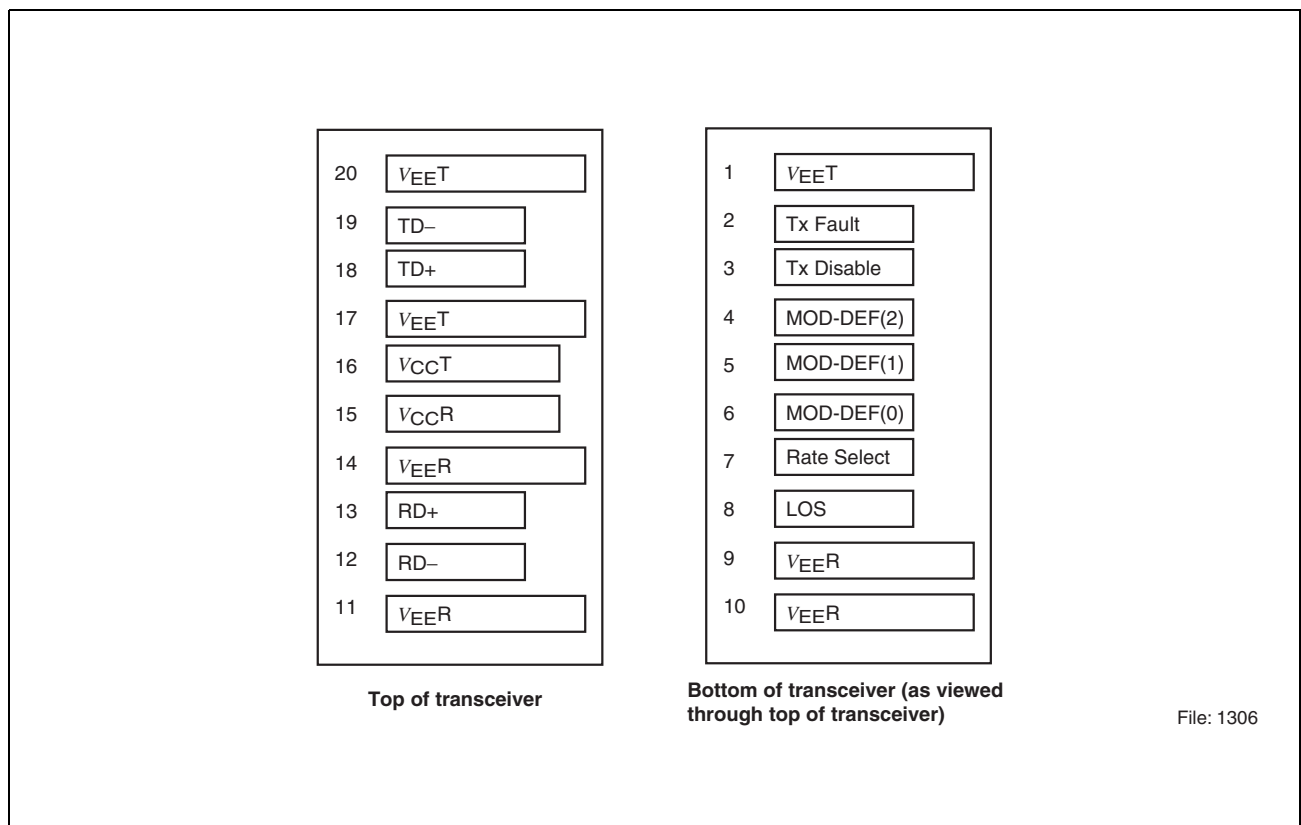 20 VEET
19 TD–
18 TD+
17 VEET
16 VCCT
15 VCCR
14 VEER
13 RD+
12 RD–
11 VEER
Top of transceiver
1 VEET
2 Tx Fault
3 Tx Disable
4 MOD-DEF(2)
5 MOD-DEF(1)
6 MOD-DEF(0)
7 Rate Select
8 LOS
9 VEER
10 VEER
Bottom of transceiver (as viewed
through top of transceiver)
File: 1306